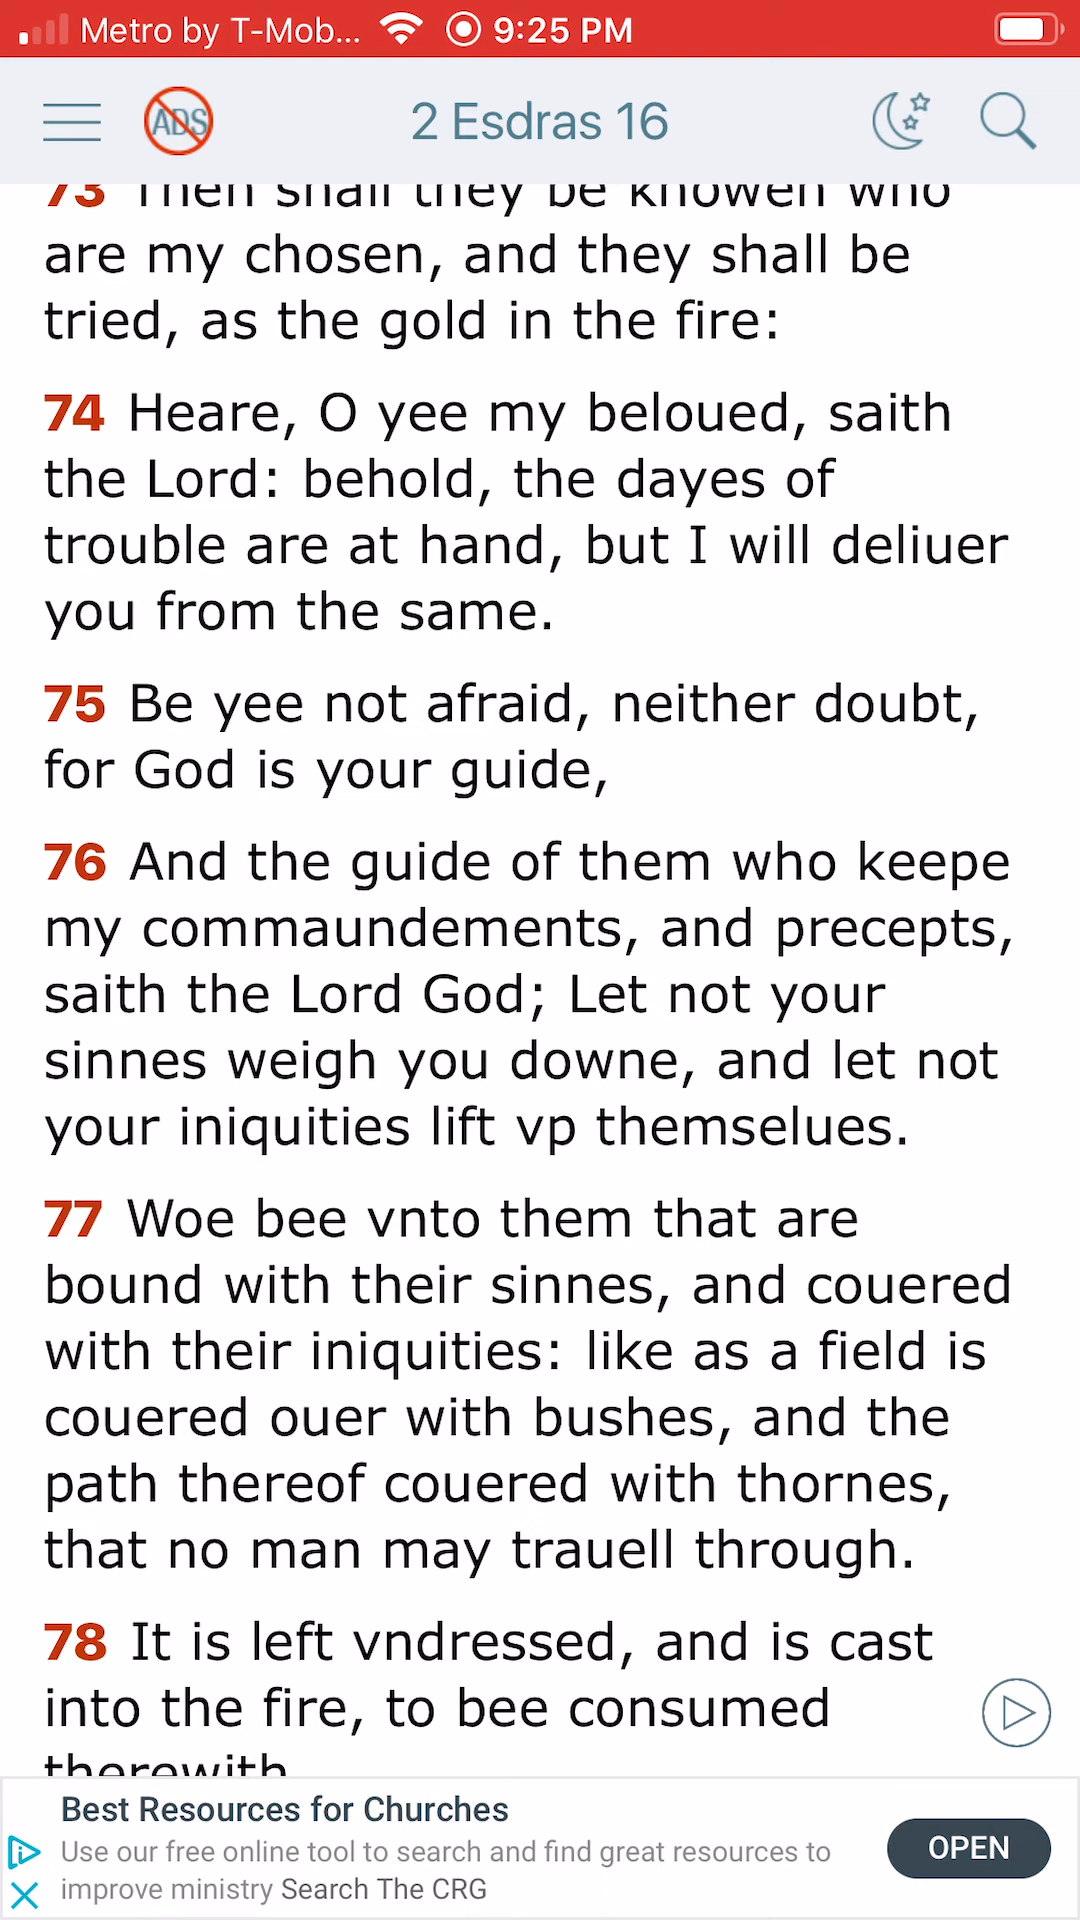 Metro by T-Mob... 9:25 PM
ADS 2 Esdras 16
73 Then shall they be knowen who
are my chosen, and they shall be
tried, as the gold in the fire:
74 Heare, O yee my beloued, saith
the Lord: behold, the dayes of
trouble are at hand, but I will deliuer
you from the same.
75 Be yee not afraid, neither doubt,
for God is your guide,
76 And the guide of them who keepe
my commaundements, and precepts,
saith the Lord God; Let not your
sinnes weigh you downe, and let not
your iniquities lift vp themselues.
77 Woe bee vnto them that are
bound with their sinnes, and couered
with their iniquities: like as a field is
couered ouer with bushes, and the
path thereof couered with thornes,
that no man may trauell through.
78 It is left vndressed, and is cast
into the fire, to bee consumed
therewith
Best Resources for Churches
Use our free online tool to search and find great resources to
improve ministry Search The CRG
OPEN